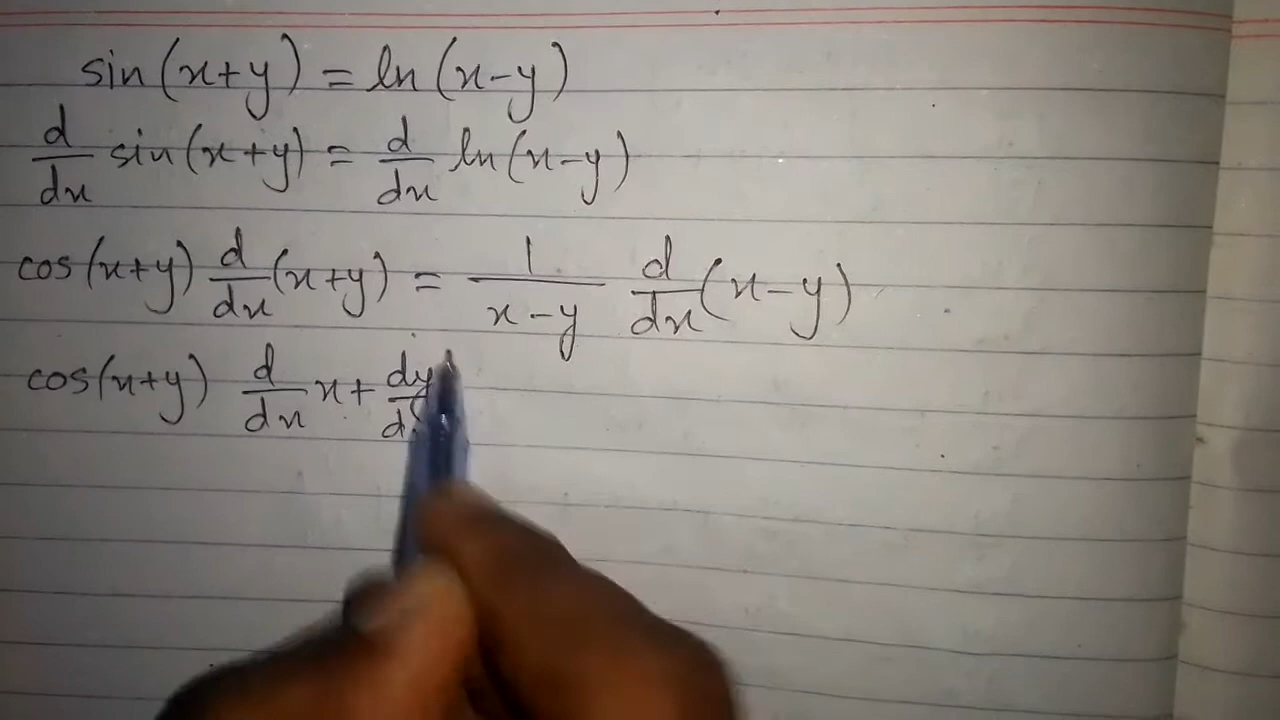 sin(x+y) = ln(x-y)
d/dx sin(x+y) = d/dx ln(x-y)
cos(x+y) d/dx (x+y) = 1/(x-y) d/dx (x-y)
cos(x+y) d/dx x + dy/d